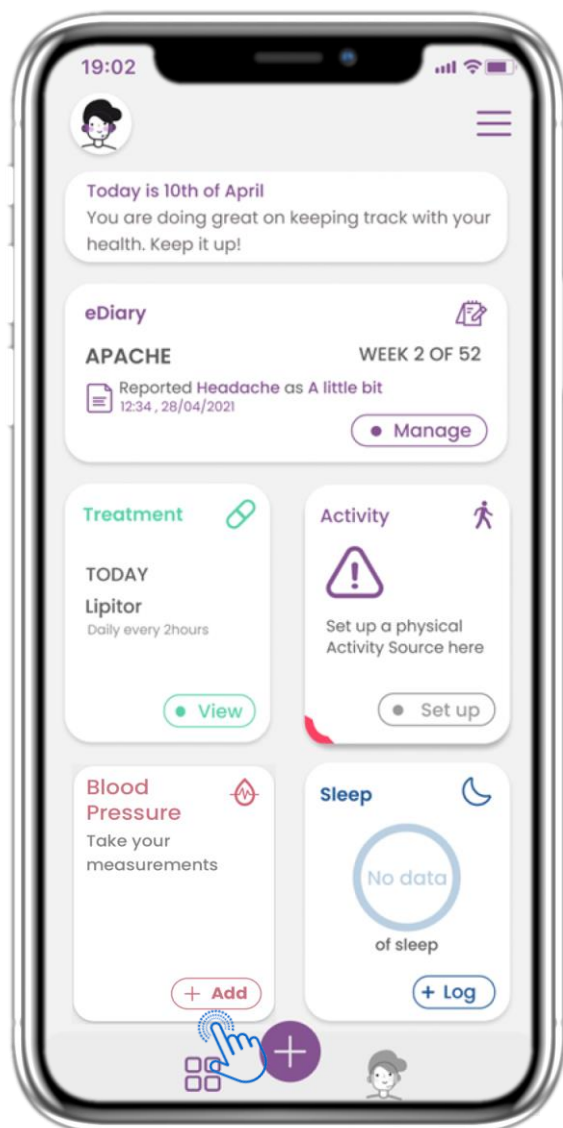 19:02
Today is 10th of April
You are doing great on keeping track with your
health. Keep it up!
eDiary
APACHE
WEEK 2 OF 52
Reported Headache as A little bit
12:34 , 28/04/2021
Manage
Treatment
TODAY
Lipitor
Daily every 2hours
View
Activity
Set up a physical
Activity Source here
Set up
Blood
Pressure
Take your
measurements
+ Add
Sleep
No data
of sleep
+ Log